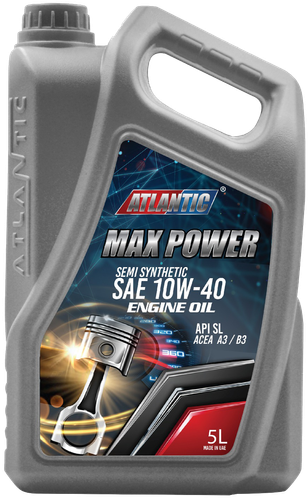 ATLANTIC
ATLANTIC®
MAX POWER
SEMI SYNTHETIC
SAE 10W-40
ENGINE OIL
API SL
ACEA A3 / B3
5L
MADE IN UAE